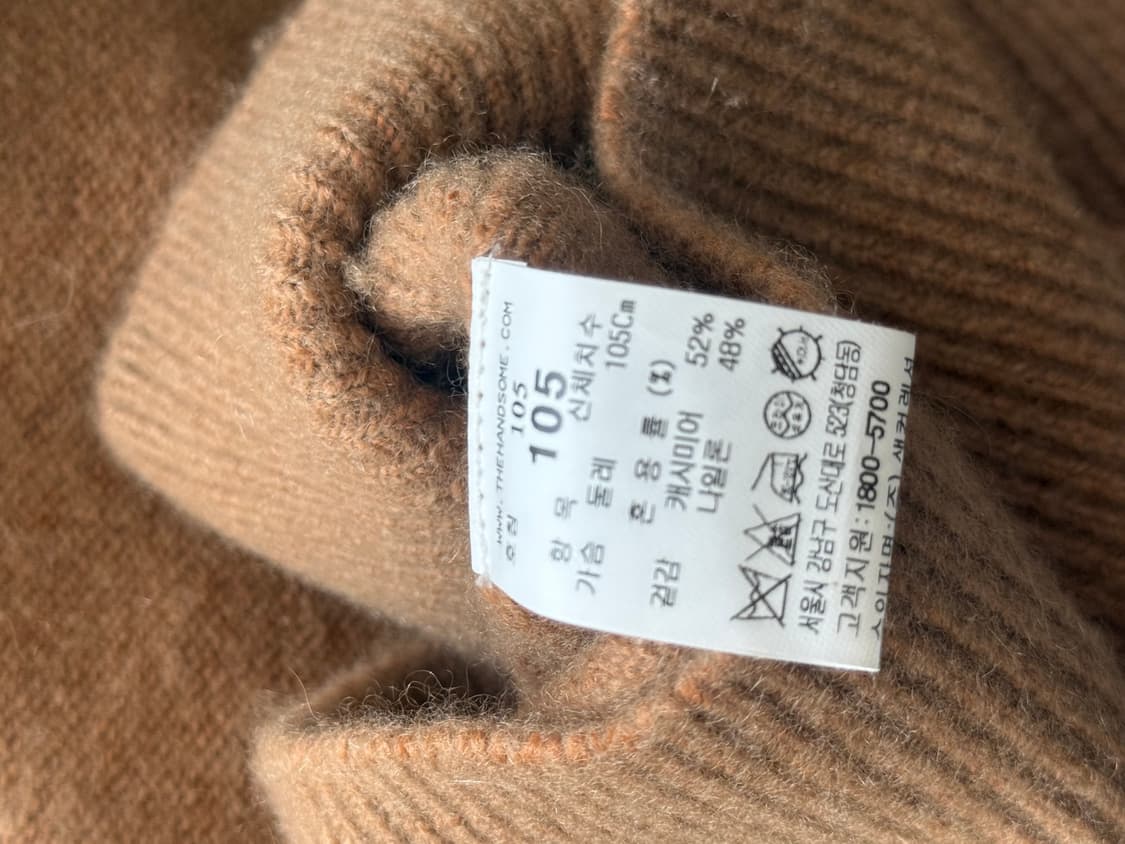 WWW.THEHANDSOME.COM
호칭 105
105
항 목 신체치수
가슴 둘레 105Cm
혼 용 률 (%)
겉감 캐시미어 52%
나일론 48%
서울시 강남구 도산대로 523(청담동)
고객지원:1800-5700